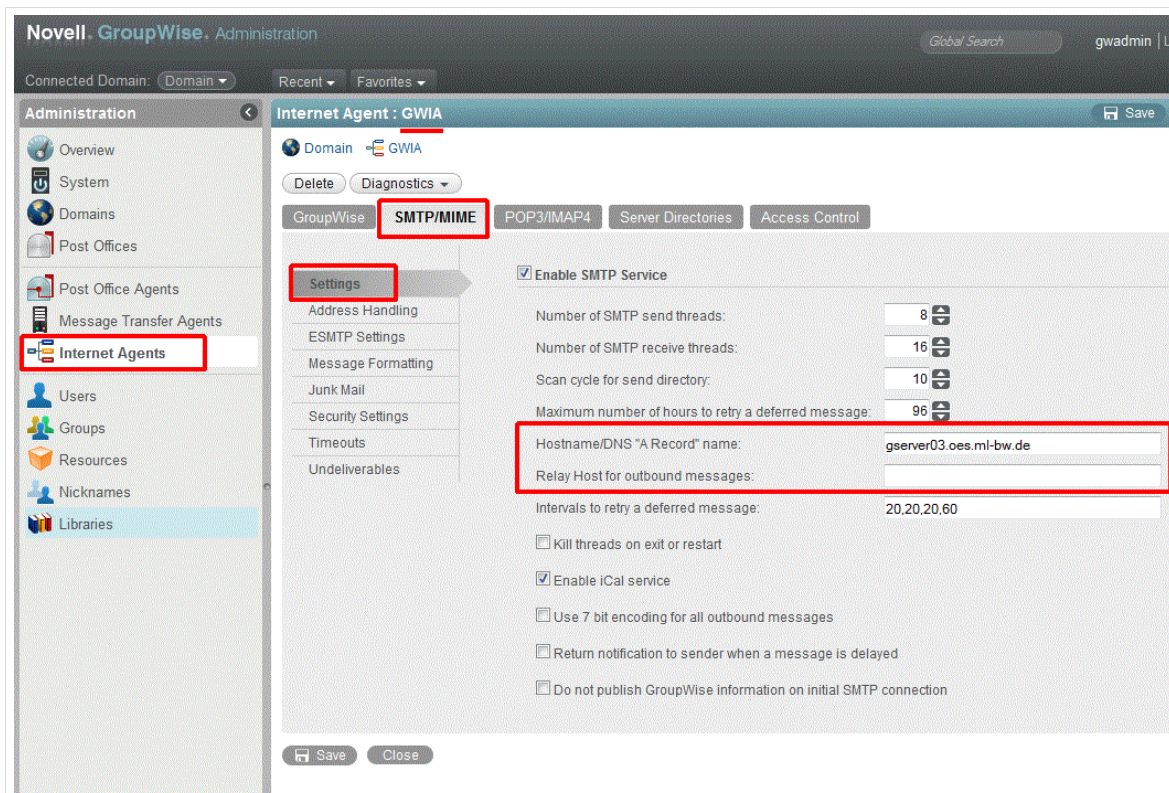 Novell. GroupWise. Administration
Global Search
gwadmin
Connected Domain: Domain
Recent Favorites
Administration
Internet Agent : GWIA
Save
Overview
System
Domains
Post Offices
Post Office Agents
Message Transfer Agents
Internet Agents
Users
Groups
Resources
Nicknames
Libraries
Domain GWIA
Delete Diagnostics
GroupWise SMTP/MIME POP3/IMAP4 Server Directories Access Control
Settings
Address Handling
ESMTP Settings
Message Formatting
Junk Mail
Security Settings
Timeouts
Undeliverables
Enable SMTP Service
Number of SMTP send threads: 8
Number of SMTP receive threads: 16
Scan cycle for send directory: 10
Maximum number of hours to retry a deferred message: 96
Hostname/DNS "A Record" name: gserver03.oes.ml-bw.de
Relay Host for outbound messages:
Intervals to retry a deferred message: 20,20,20,60
Kill threads on exit or restart
Enable iCal service
Use 7 bit encoding for all outbound messages
Return notification to sender when a message is delayed
Do not publish GroupWise information on initial SMTP connection
Save Close